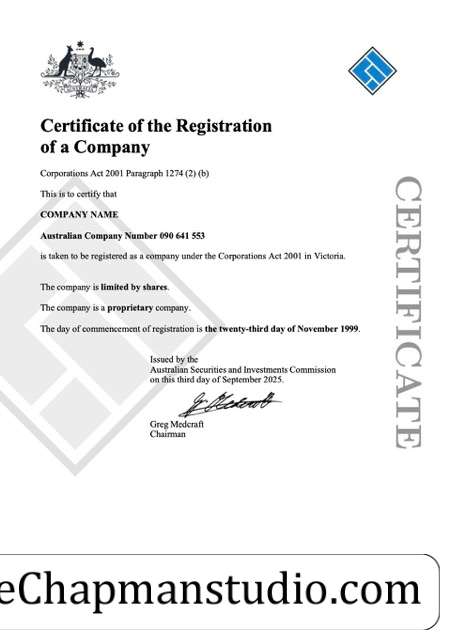 Certificate of the Registration
of a Company
Corporations Act 2001 Paragraph 1274 (2) (b)
This is to certify that
COMPANY NAME
Australian Company Number 090 641 553
is taken to be registered as a company under the Corporations Act 2001 in Victoria.
The company is limited by shares.
The company is a proprietary company.
The day of commencement of registration is the twenty-third day of November 1999.
CERTIFICATE
Issued by the
Australian Securities and Investments Commission
on this third day of September 2025.
Greg Medcraft
Chairman
eChapmanstudio.com